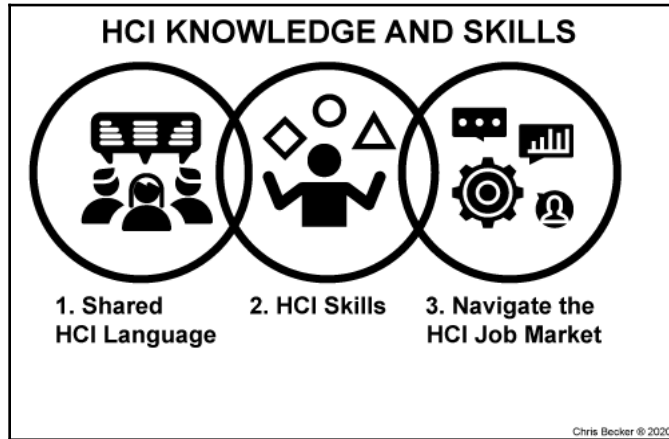 HCI KNOWLEDGE AND SKILLS
1. Shared
HCI Language
2. HCI Skills
3. Navigate the
HCI Job Market
Chris Becker ® 2020